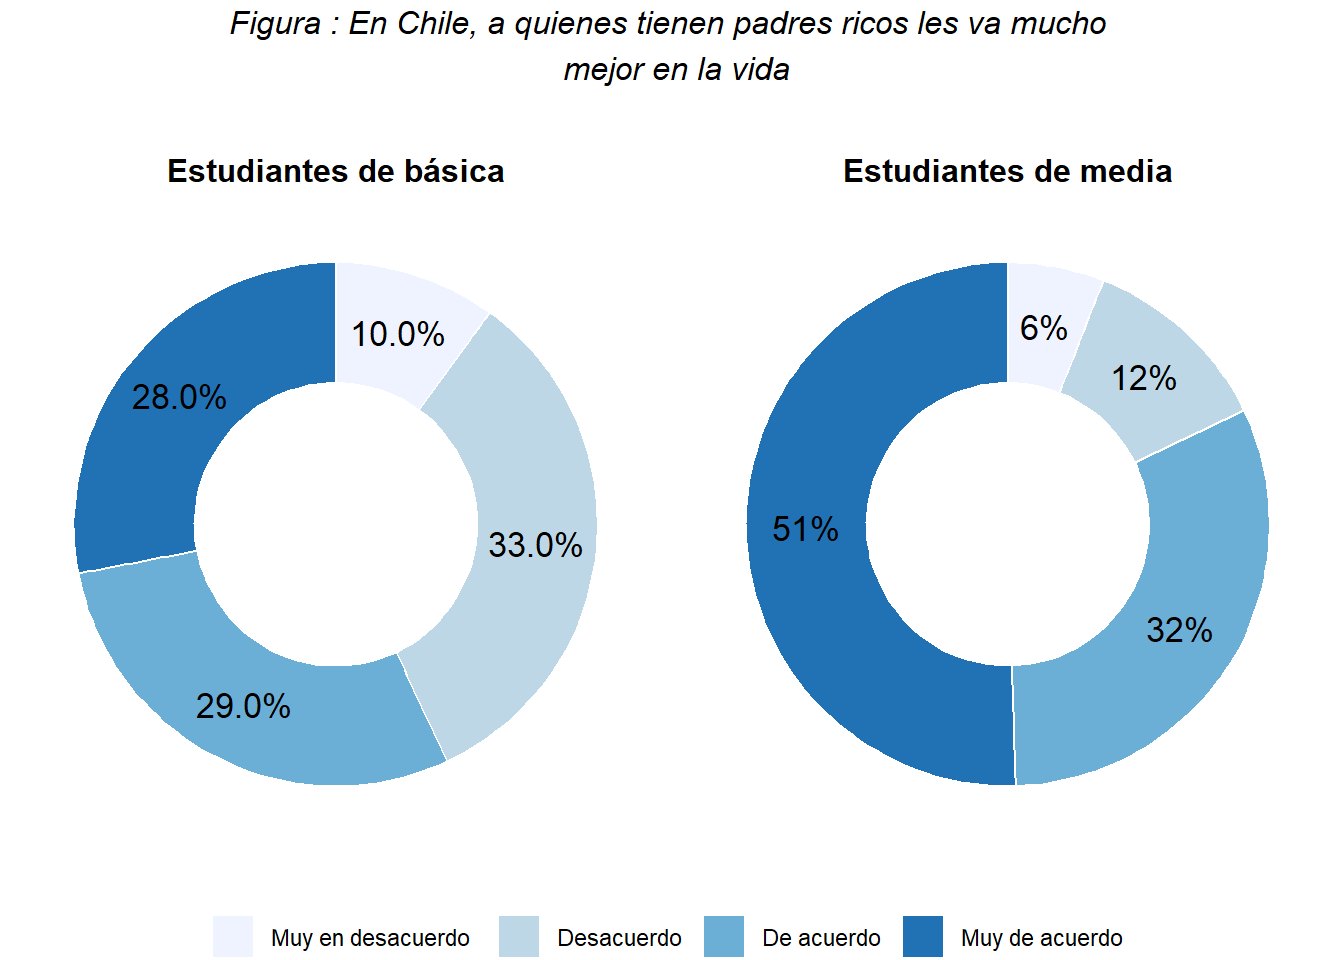 Figura : En Chile, a quienes tienen padres ricos les va mucho
mejor en la vida
Estudiantes de básica
10.0%
28.0%
33.0%
29.0%
Estudiantes de media
6%
12%
51%
32%
Muy en desacuerdo
Desacuerdo
De acuerdo
Muy de acuerdo